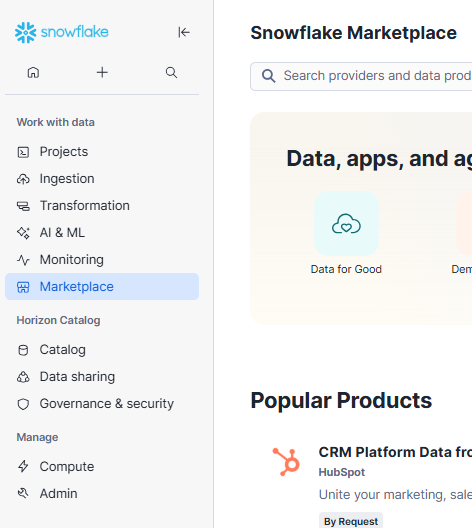 snowflake
Work with data
Projects
Ingestion
Transformation
AI & ML
Monitoring
Marketplace
Horizon Catalog
Catalog
Data sharing
Governance & security
Manage
Compute
Admin
Snowflake Marketplace
Search providers and data prod
Data, apps, and ag
Data for Good
Dem
Popular Products
CRM Platform Data fro
HubSpot
Unite your marketing, sale
By Request